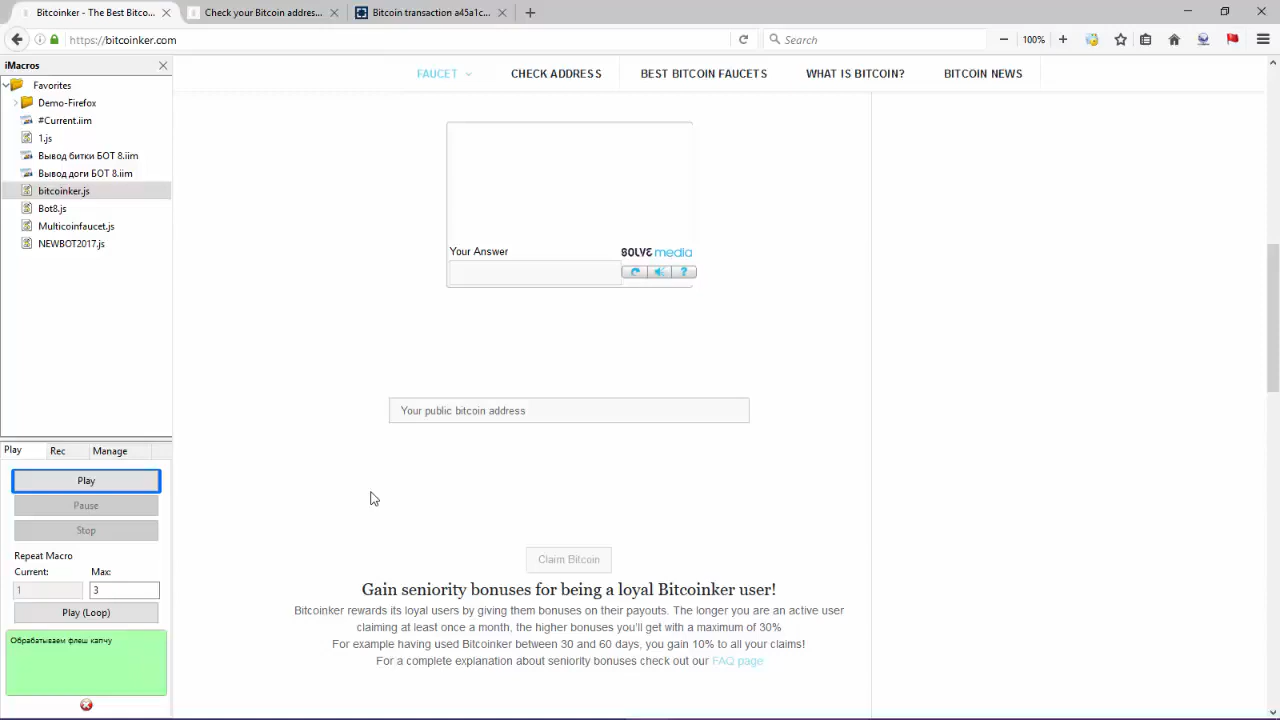 Bitcoinker - The Best Bitco...
Check your Bitcoin addres...
Bitcoin transaction a45a1c...
https://bitcoinker.com
100%
Search
iMacros
Favorites
Demo-Firefox
#Current.iim
1.js
Вывод битки БОТ 8.iim
Вывод доги БОТ 8.iim
bitcoinker.js
Bot8.js
Multicoinfaucet.js
NEWBOT2017.js
Play
Rec
Manage
Play
Pause
Stop
Repeat Macro
Current:
Max:
1
3
Play (Loop)
Обрабатываем флеш капчу
FAUCET
CHECK ADDRESS
BEST BITCOIN FAUCETS
WHAT IS BITCOIN?
BITCOIN NEWS
Your Answer
SOLVE media
?
Your public bitcoin address
Claim Bitcoin
Gain seniority bonuses for being a loyal Bitcoinker user!
Bitcoinker rewards its loyal users by giving them bonuses on their payouts. The longer you are an active user
claiming at least once a month, the higher bonuses you'll get with a maximum of 30%
For example having used Bitcoinker between 30 and 60 days, you gain 10% to all your claims!
For a complete explanation about seniority bonuses check out our FAQ page